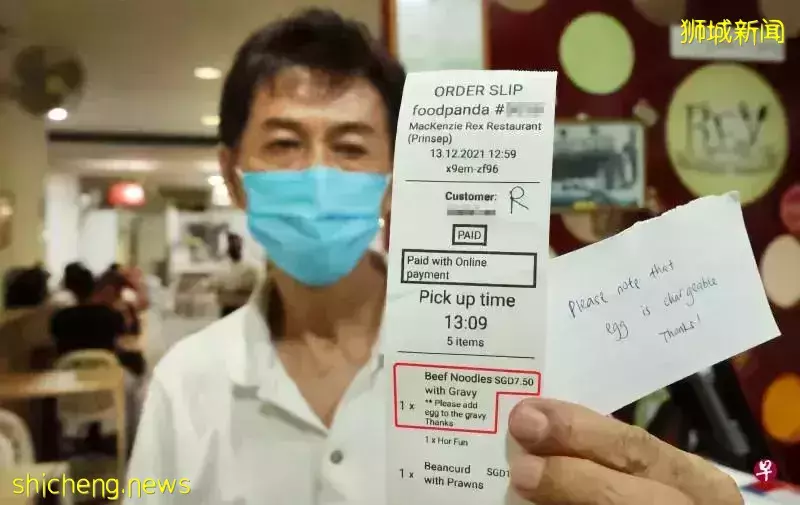 狮城新闻
ORDER SLIP
foodpanda #
MacKenzie Rex Restaurant
(Prinsep)
13.12.2021 12:59
x9em-zf96
Customer:
R
PAID
Paid with Online
payment
Pick up time
13:09
5 items
Beef Noodles SGD7.50
with Gravy
1 x ** Please add
egg to the gravy
Thanks
1 x Hor Fun
Beancurd SGD1
1 x with Prawns
Please note that
egg is chargeable
Thanks!
Rex
早
shicheng.news